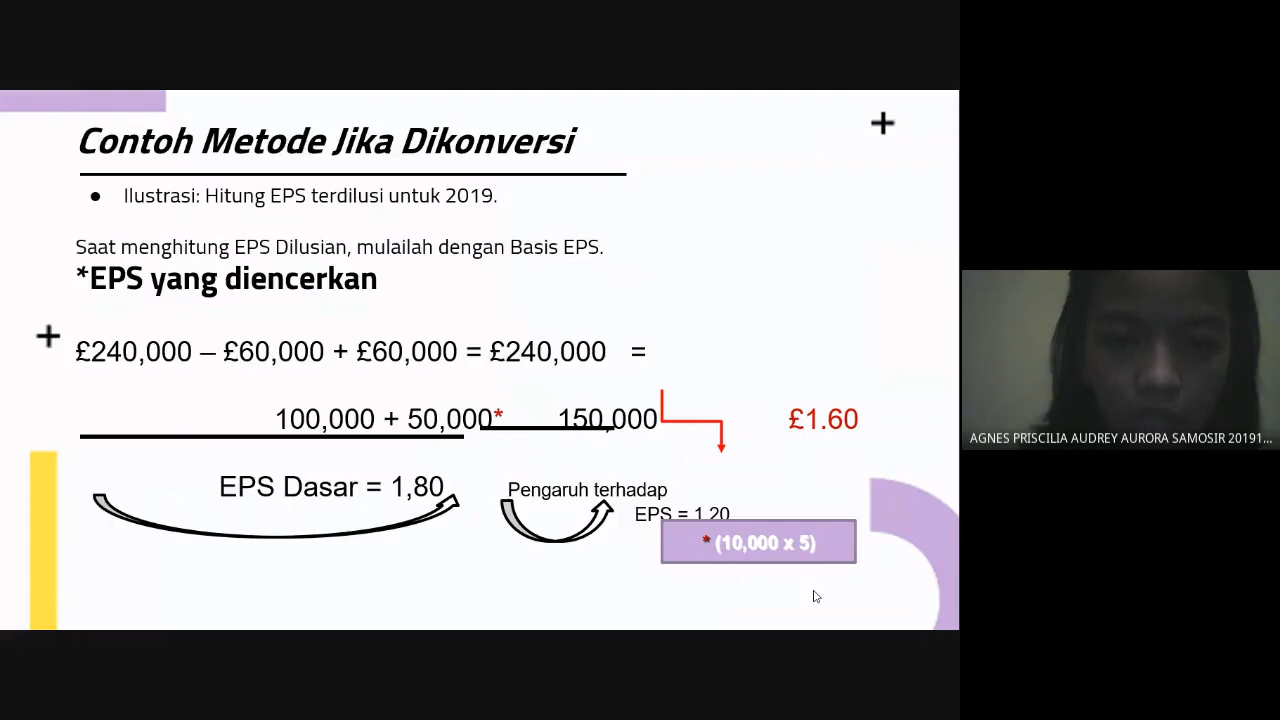 Contoh Metode Jika Dikonversi
● Ilustrasi: Hitung EPS terdilusi untuk 2019.
Saat menghitung EPS Dilusian, mulailah dengan Basis EPS.
*EPS yang diencerkan
£240,000 – £60,000 + £60,000 = £240,000 =
100,000 + 50,000* 150,000 £1.60
EPS Dasar = 1,80
Pengaruh terhadap
EPS = 1.20
* (10,000 x 5)
AGNES PRISCILIA AUDREY AURORA SAMOSIR 20191...